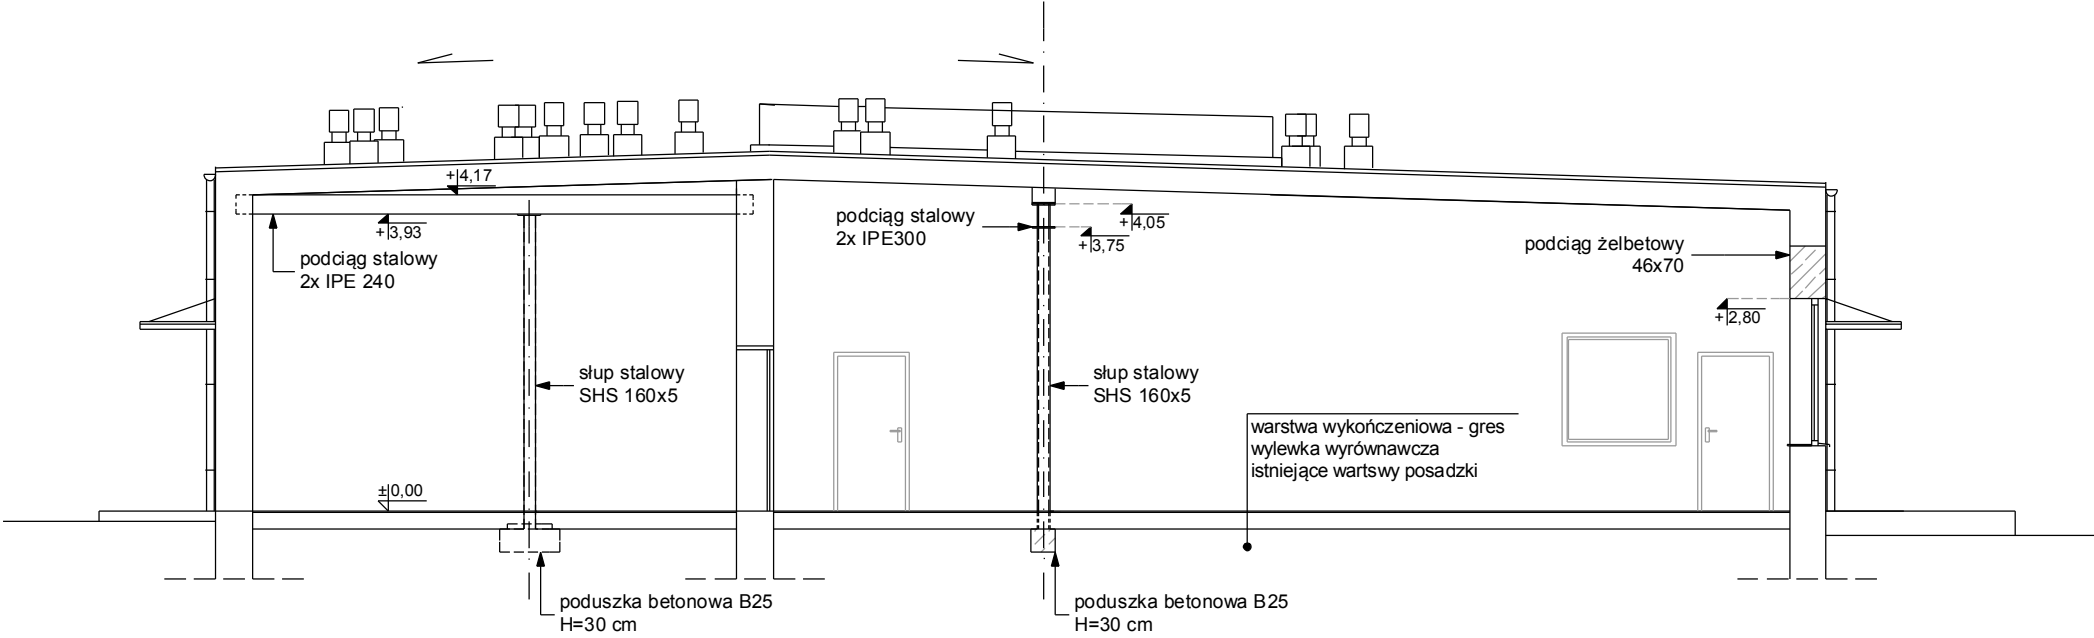 +4,17
+3,93
podciąg stalowy
2x IPE 240
podciąg stalowy
2x IPE300
+4,05
+3,75
podciąg żelbetowy
46x70
+2,80
słup stalowy
SHS 160x5
słup stalowy
SHS 160x5
warstwa wykończeniowa - gres
wylewka wyrównawcza
istniejące wartswy posadzki
±0,00
poduszka betonowa B25
H=30 cm
poduszka betonowa B25
H=30 cm